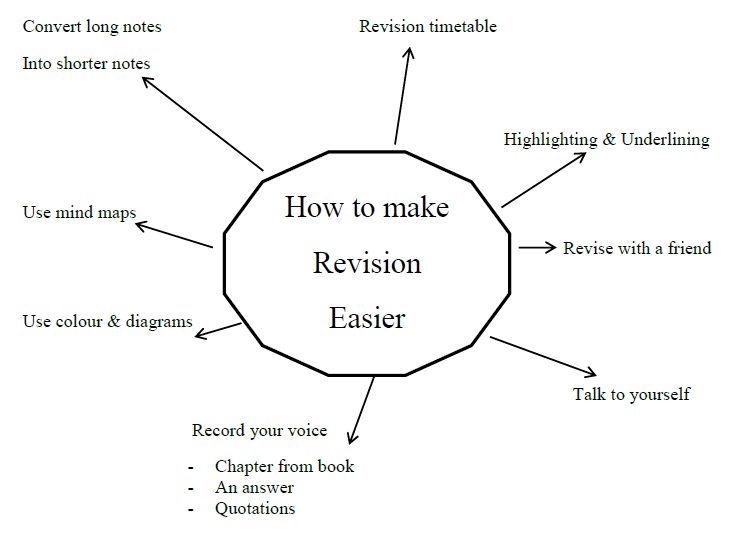 Convert long notes
Into shorter notes
Revision timetable
Highlighting & Underlining
How to make
Revision
Easier
Use mind maps
Revise with a friend
Use colour & diagrams
Talk to yourself
Record your voice
- Chapter from book
- An answer
- Quotations